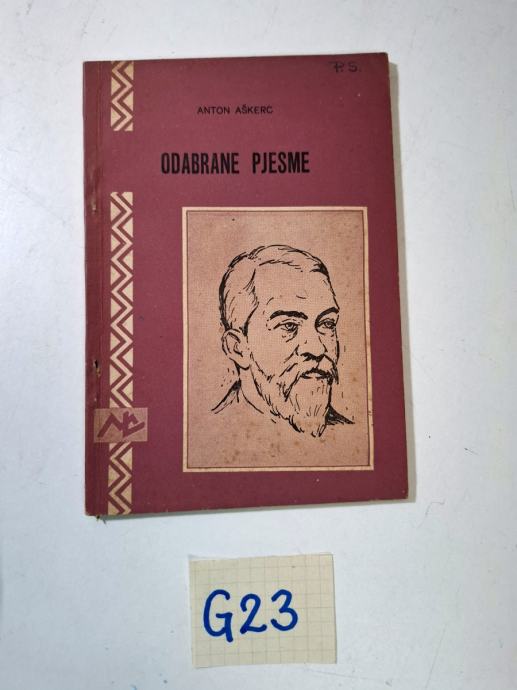 P.S.
ANTON AŠKERC
ODABRANE PJESME
G23